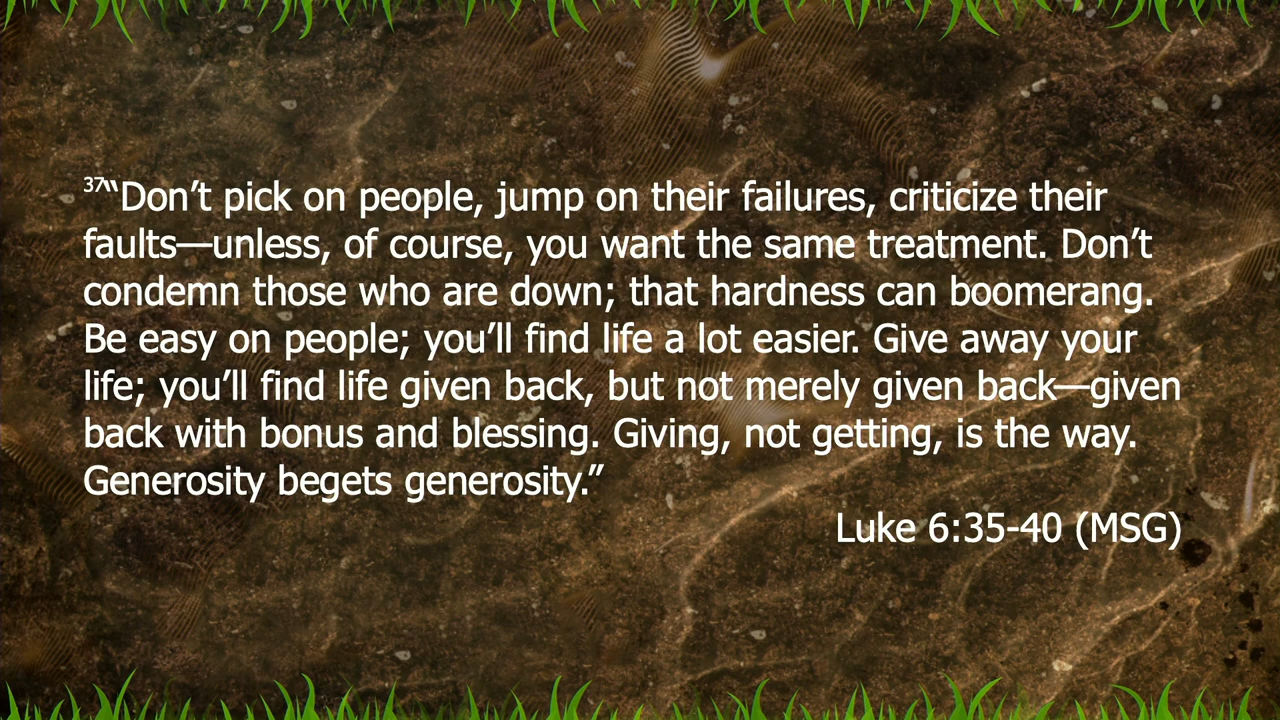 37“Don’t pick on people, jump on their failures, criticize their
faults—unless, of course, you want the same treatment. Don’t
condemn those who are down; that hardness can boomerang.
Be easy on people; you’ll find life a lot easier. Give away your
life; you’ll find life given back, but not merely given back—given
back with bonus and blessing. Giving, not getting, is the way.
Generosity begets generosity.”
Luke 6:35-40 (MSG)